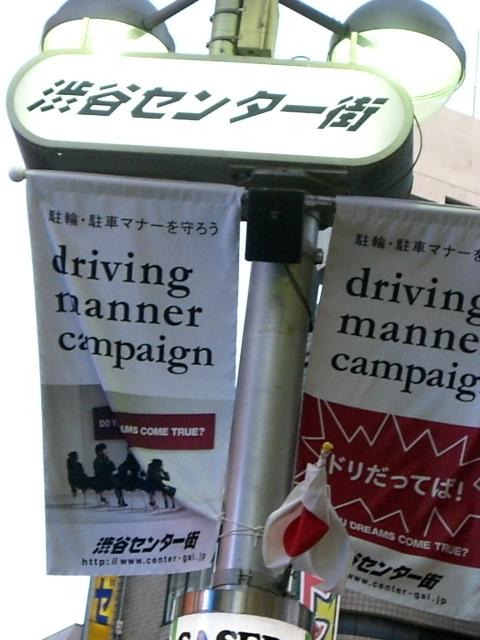 渋谷センター街
駐輪・駐車マナーを守ろう
driving
manner
campaign
COME TRUE?
渋谷センター街
http://www.center-gai.jp
駐輪・駐車マナーを
driving
manne
campaig
ドリだってば!
DREAMS COME TRUE?
谷センター街
www.center-gai.jp